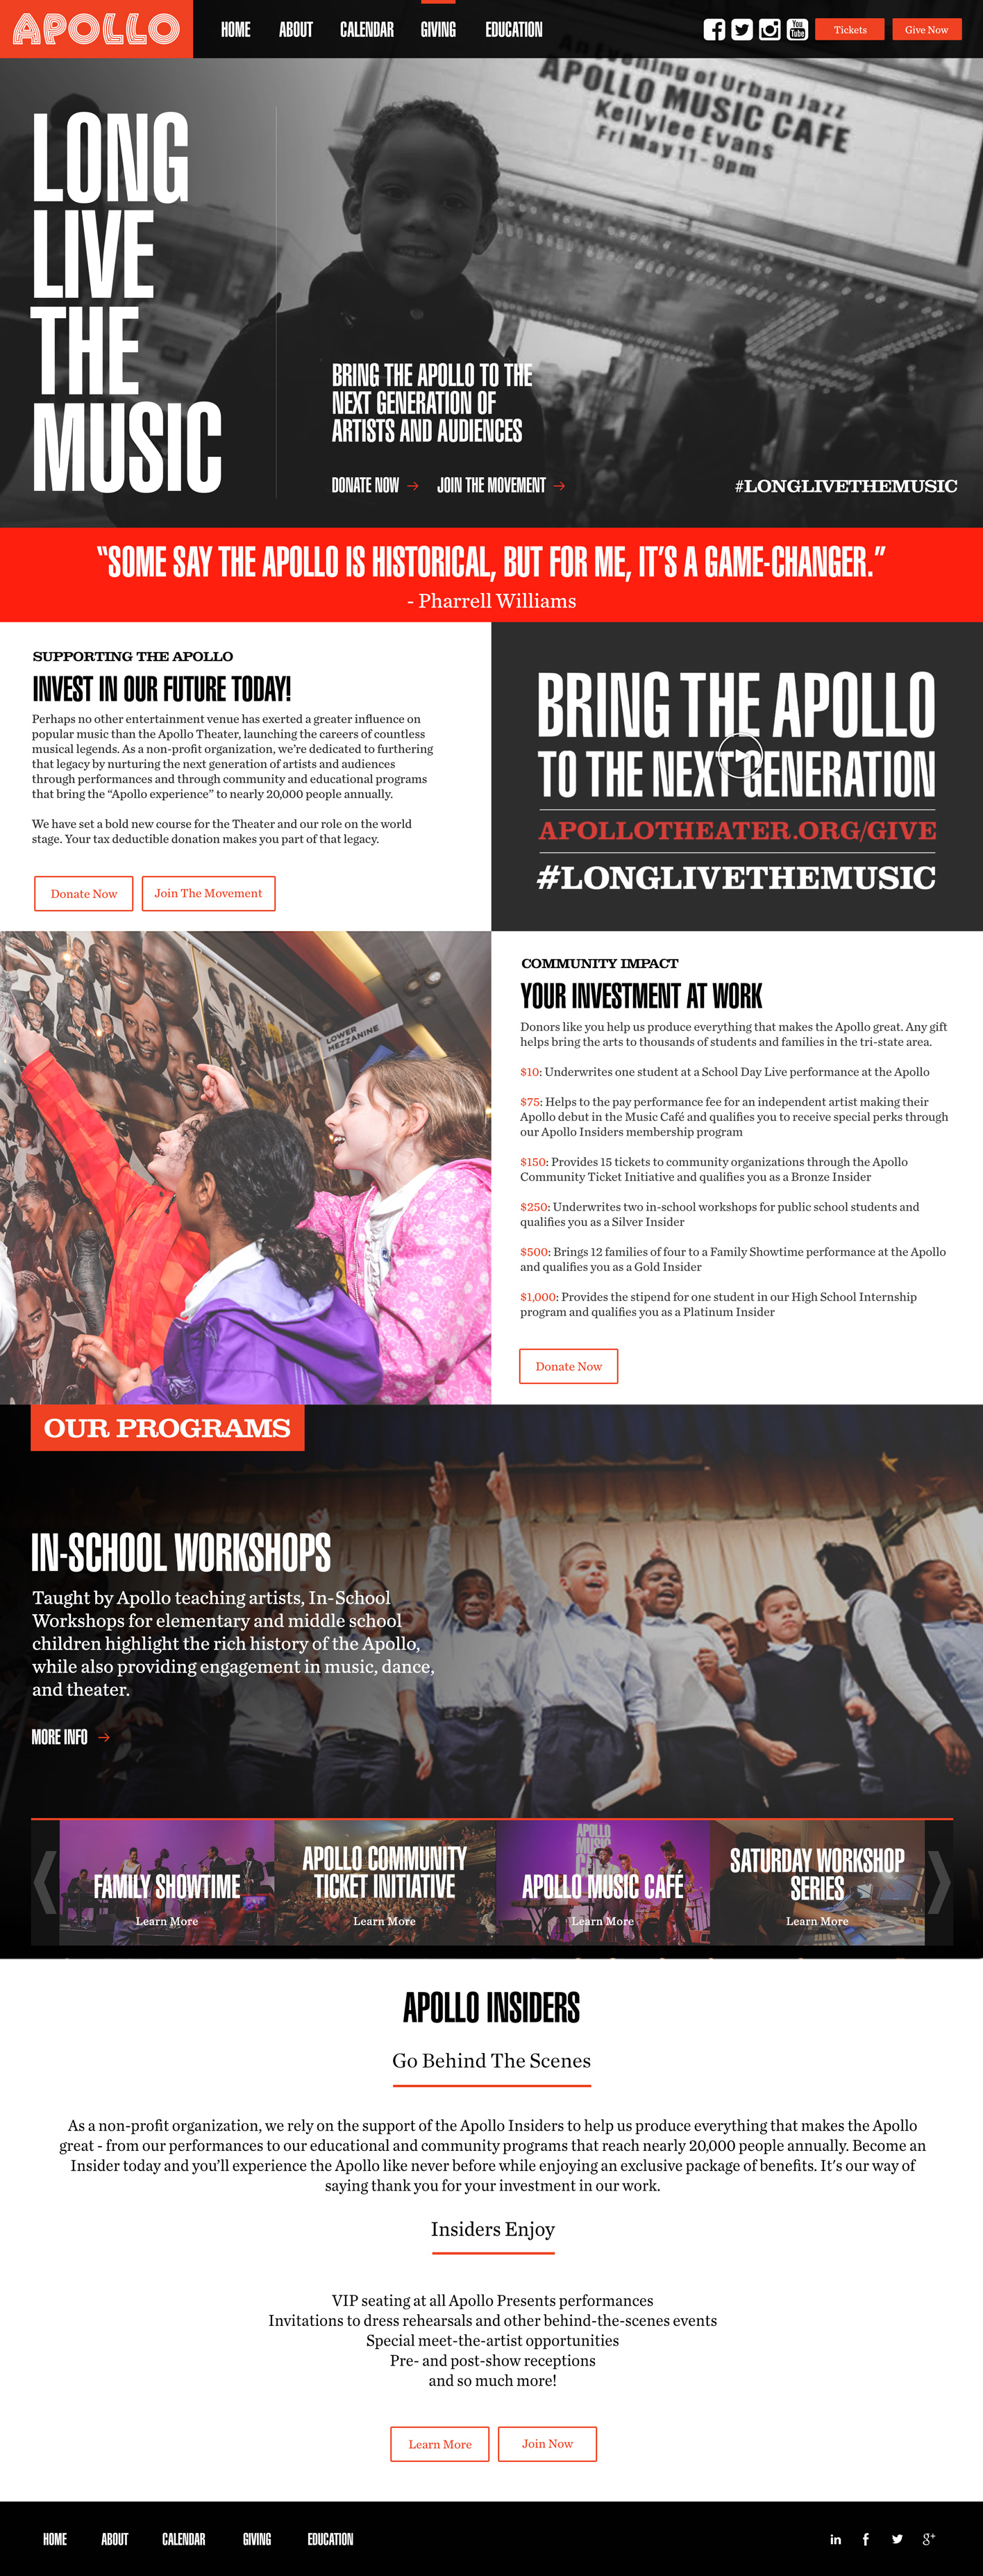 APOLLO
HOME ABOUT CALENDAR GIVING EDUCATION
You
Tube
Tickets
Give Now
An Evening of Urban Jazz
APOLLO MUSIC CAFE
Kellylee Evans
Fri May 11 - 9pm
LONG
LIVE
THE
MUSIC
BRING THE APOLLO TO THE
NEXT GENERATION OF
ARTISTS AND AUDIENCES
DONATE NOW → JOIN THE MOVEMENT →
#LONGLIVETHEMUSIC
“SOME SAY THE APOLLO IS HISTORICAL, BUT FOR ME, IT’S A GAME-CHANGER.”
- Pharrell Williams
SUPPORTING THE APOLLO
INVEST IN OUR FUTURE TODAY!
Perhaps no other entertainment venue has exerted a greater influence on
popular music than the Apollo Theater, launching the careers of countless
musical legends. As a non-profit organization, we’re dedicated to furthering
that legacy by nurturing the next generation of artists and audiences
through performances and through community and educational programs
that bring the “Apollo experience” to nearly 20,000 people annually.
We have set a bold new course for the Theater and our role on the world
stage. Your tax deductible donation makes you part of that legacy.
Donate Now
Join The Movement
BRING THE APOLLO
TO THE NEXT GENERATION
APOLLOTHEATER.ORG/GIVE
#LONGLIVETHEMUSIC
LOWER
MEZZANINE
COMMUNITY IMPACT
YOUR INVESTMENT AT WORK
Donors like you help us produce everything that makes the Apollo great. Any gift
helps bring the arts to thousands of students and families in the tri-state area.
$10: Underwrites one student at a School Day Live performance at the Apollo
$75: Helps to the pay performance fee for an independent artist making their
Apollo debut in the Music Café and qualifies you to receive special perks through
our Apollo Insiders membership program
$150: Provides 15 tickets to community organizations through the Apollo
Community Ticket Initiative and qualifies you as a Bronze Insider
$250: Underwrites two in-school workshops for public school students and
qualifies you as a Silver Insider
$500: Brings 12 families of four to a Family Showtime performance at the Apollo
and qualifies you as a Gold Insider
$1,000: Provides the stipend for one student in our High School Internship
program and qualifies you as a Platinum Insider
Donate Now
OUR PROGRAMS
IN-SCHOOL WORKSHOPS
Taught by Apollo teaching artists, In-School
Workshops for elementary and middle school
children highlight the rich history of the Apollo,
while also providing engagement in music, dance,
and theater.
MORE INFO →
FAMILY SHOWTIME
Learn More
APOLLO COMMUNITY
TICKET INITIATIVE
Learn More
APOLLO
MUSIC
APOLLO MUSIC CAFÉ
Learn More
SATURDAY WORKSHOP
SERIES
Learn More
APOLLO INSIDERS
Go Behind The Scenes
As a non-profit organization, we rely on the support of the Apollo Insiders to help us produce everything that makes the Apollo
great - from our performances to our educational and community programs that reach nearly 20,000 people annually. Become an
Insider today and you’ll experience the Apollo like never before while enjoying an exclusive package of benefits. It's our way of
saying thank you for your investment in our work.
Insiders Enjoy
VIP seating at all Apollo Presents performances
Invitations to dress rehearsals and other behind-the-scenes events
Special meet-the-artist opportunities
Pre- and post-show receptions
and so much more!
Learn More
Join Now
HOME ABOUT CALENDAR GIVING EDUCATION
in f g+